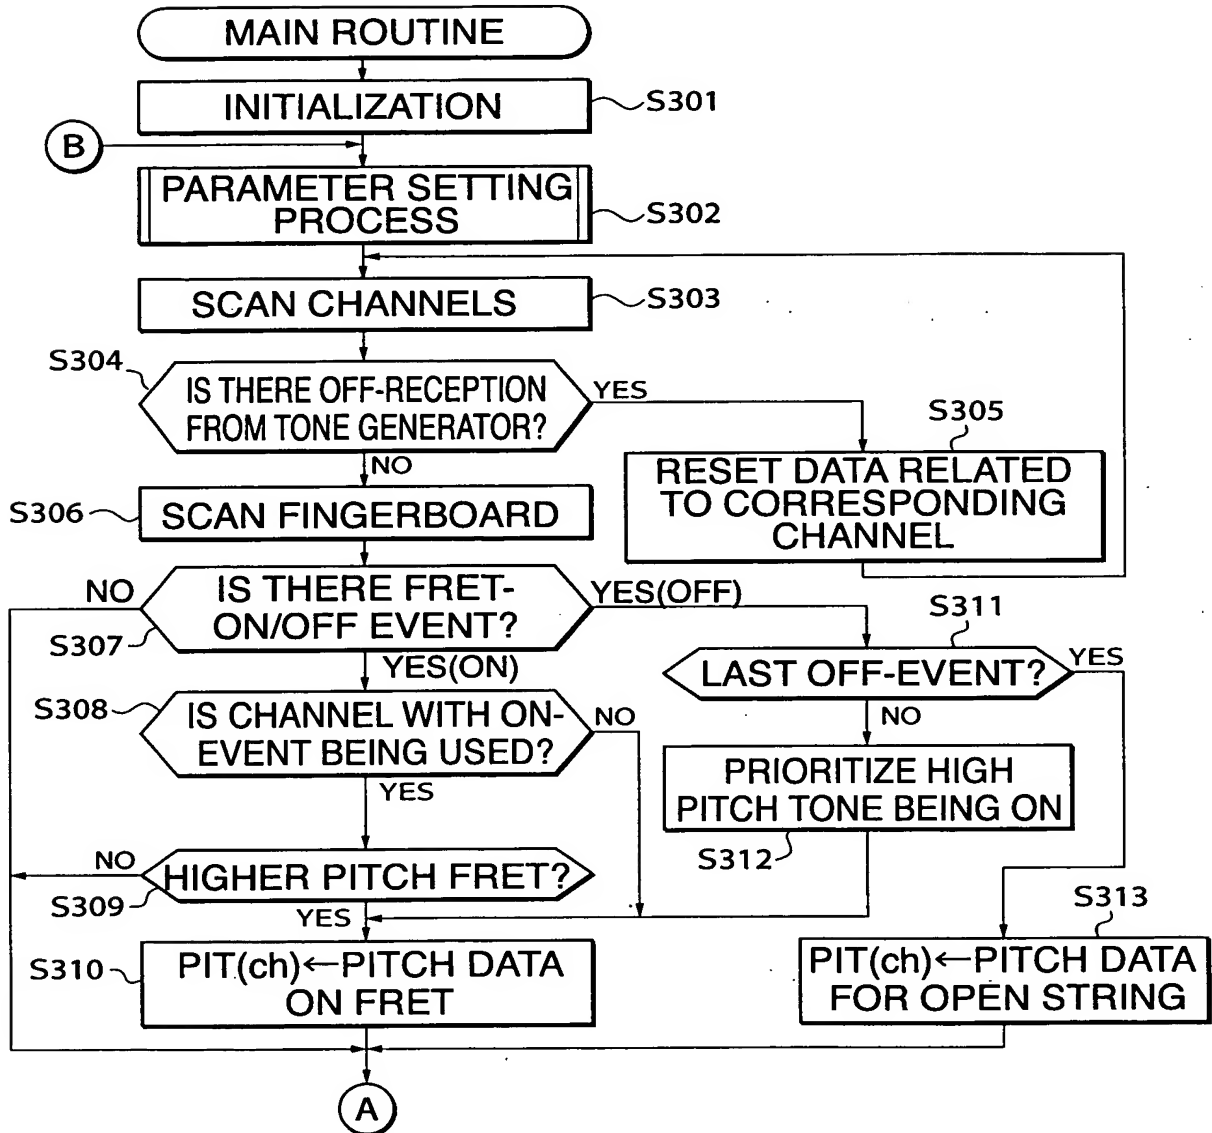 MAIN ROUTINE
INITIALIZATION
S301
B
PARAMETER SETTING
PROCESS
S302
SCAN CHANNELS
S303
S304
IS THERE OFF-RECEPTION
FROM TONE GENERATOR?
YES
NO
S305
RESET DATA RELATED
TO CORRESPONDING
CHANNEL
S306
SCAN FINGERBOARD
NO
IS THERE FRET-
ON/OFF EVENT?
YES(OFF)
S307
YES(ON)
S311
LAST OFF-EVENT?
YES
NO
S308
IS CHANNEL WITH ON-
EVENT BEING USED?
NO
YES
PRIORITIZE HIGH
PITCH TONE BEING ON
S312
NO
HIGHER PITCH FRET?
S309
YES
S313
S310
PIT(ch)←PITCH DATA
ON FRET
PIT(ch)←PITCH DATA
FOR OPEN STRING
A